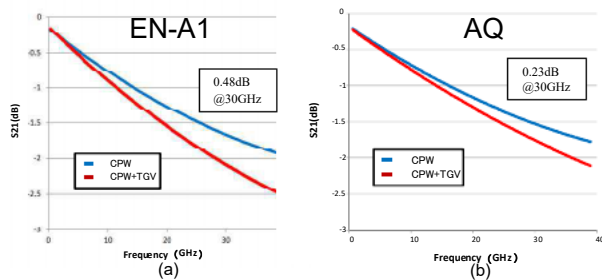 EN-A1
0
-0.5
-1
-1.5
-2
-2.5
-3
S21(dB)
0.48dB
@30GHz
CPW
CPW+TGV
0
10
20
30
Frequency (GHz)
(a)
AQ
0
-0.5
-1
-1.5
-2
-2.5
-3
S21(dB)
0.23dB
@30GHz
CPW
CPW+TGV
0
10
20
30
40
Frequency (GHz)
(b)